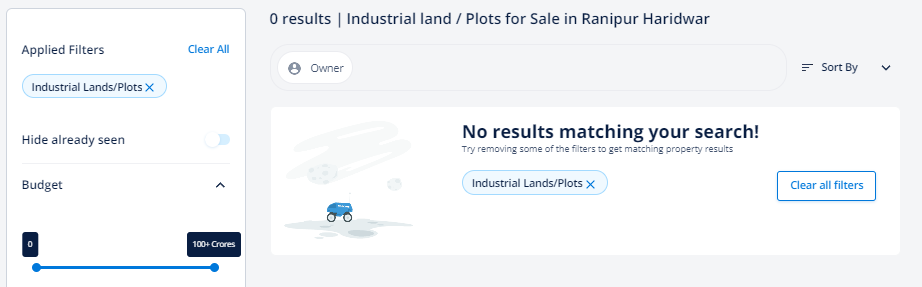 0 results | Industrial land / Plots for Sale in Ranipur Haridwar
Applied Filters
Clear All
Industrial Lands/Plots
Hide already seen
Budget
0
100+ Crores
Owner
Sort By
No results matching your search!
Try removing some of the filters to get matching property results
Industrial Lands/Plots
Clear all filters